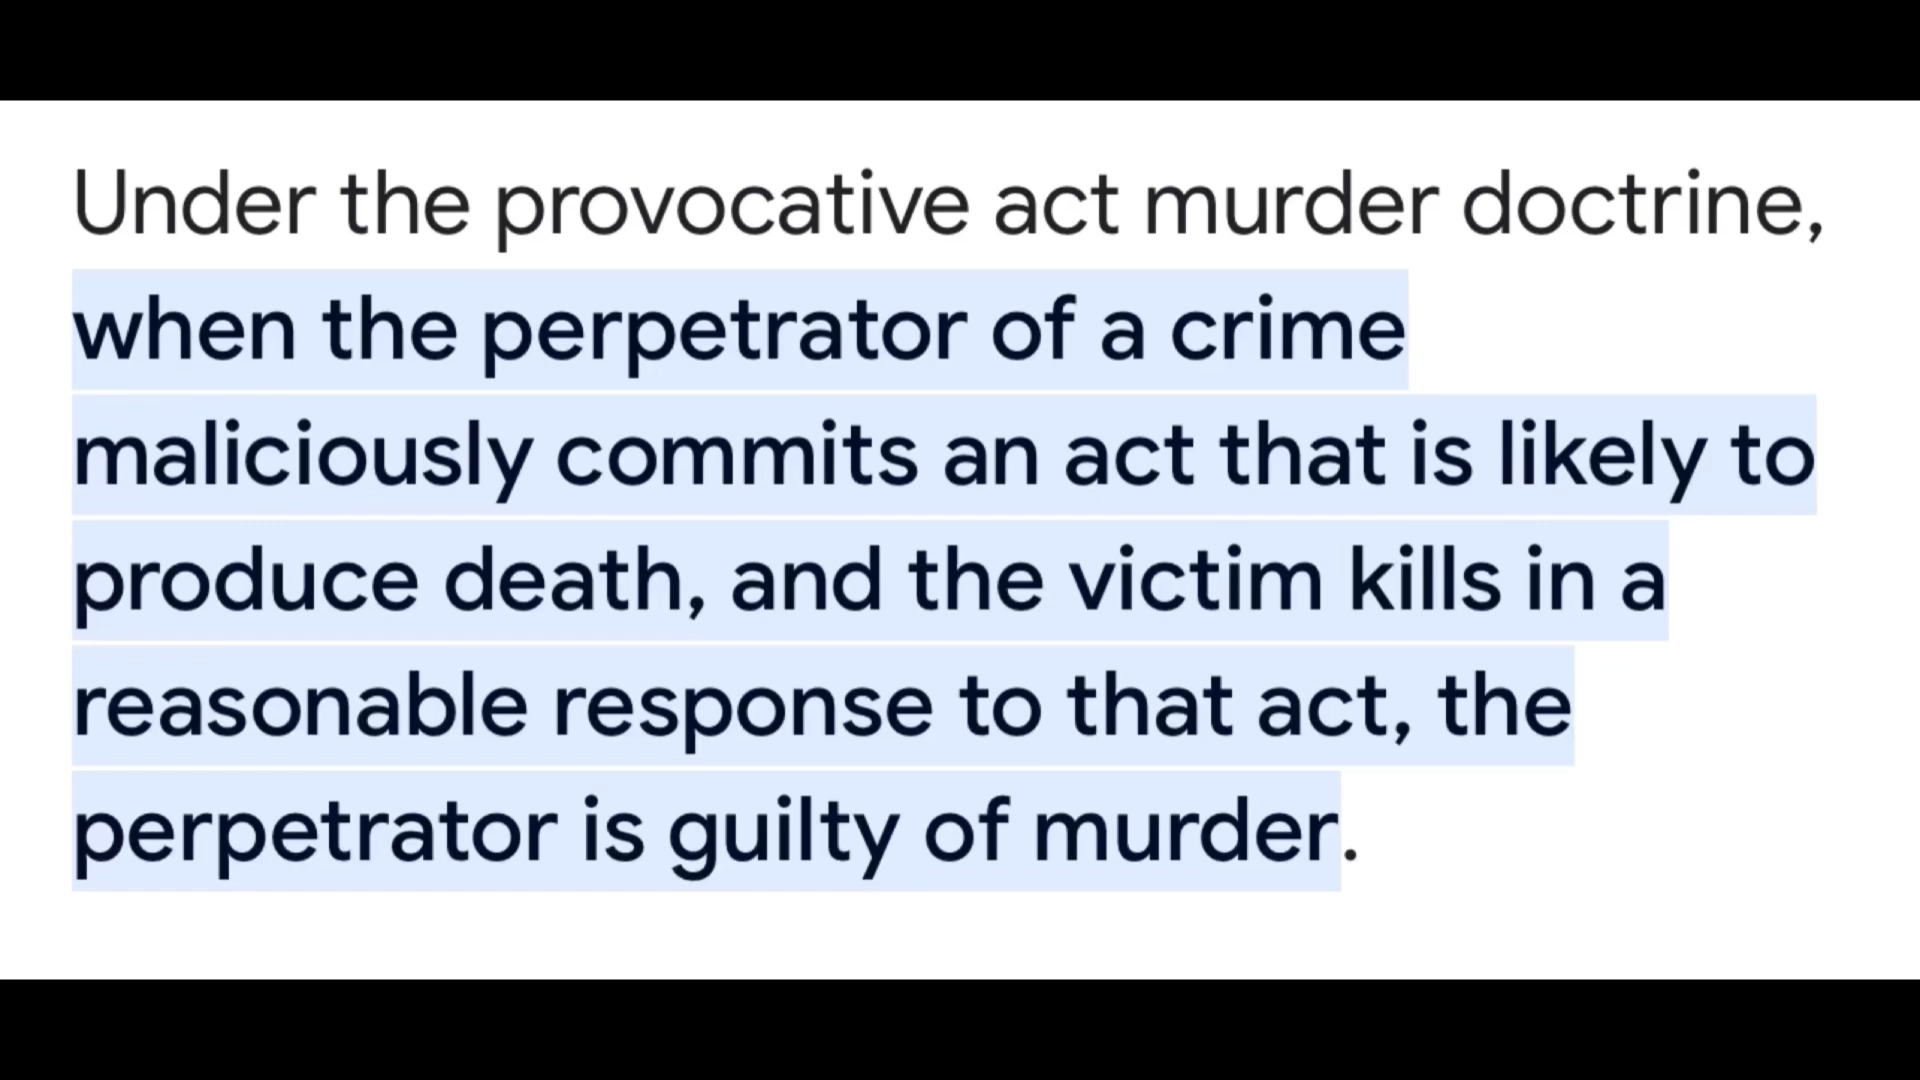 Under the provocative act murder doctrine,
when the perpetrator of a crime
maliciously commits an act that is likely to
produce death, and the victim kills in a
reasonable response to that act, the
perpetrator is guilty of murder.